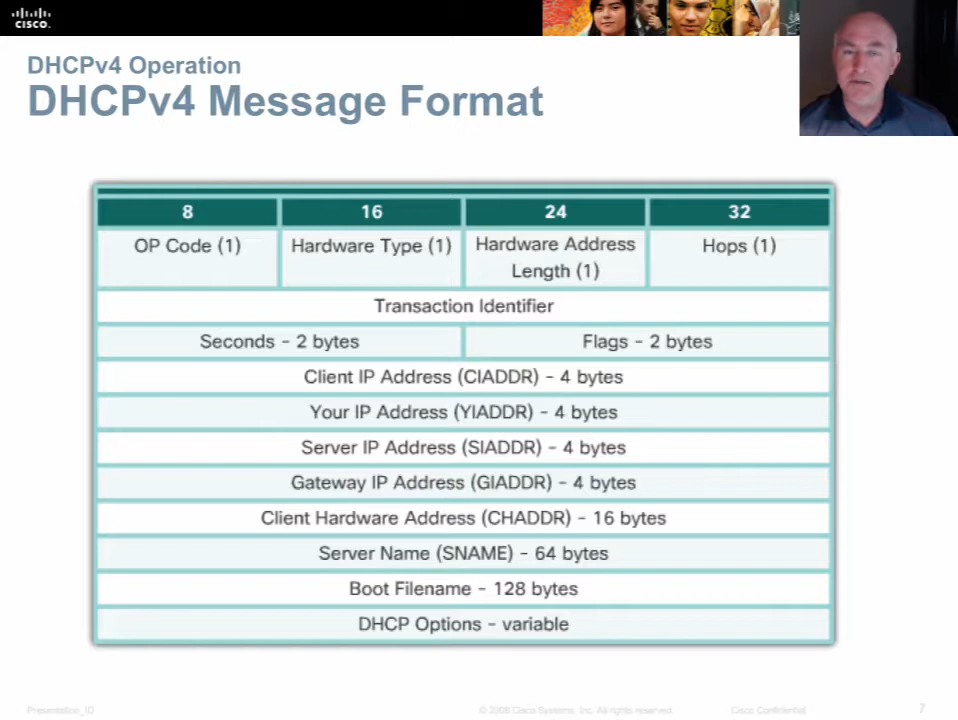 CISCO.
DHCPv4 Operation
DHCPv4 Message Format
8 16 24 32
OP Code (1) Hardware Type (1) Hardware Address Length (1) Hops (1)
Transaction Identifier
Seconds - 2 bytes Flags - 2 bytes
Client IP Address (CIADDR) - 4 bytes
Your IP Address (YIADDR) - 4 bytes
Server IP Address (SIADDR) - 4 bytes
Gateway IP Address (GIADDR) - 4 bytes
Client Hardware Address (CHADDR) - 16 bytes
Server Name (SNAME) - 64 bytes
Boot Filename - 128 bytes
DHCP Options - variable
Presentation_ID © 2008 Cisco Systems, Inc. All rights reserved. Cisco Confidential 7